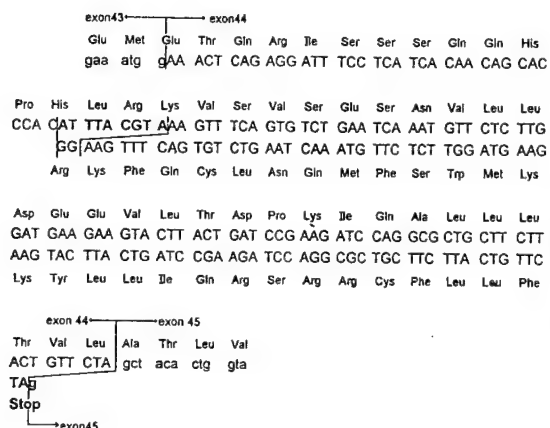 exon43 exon44
Glu Met Glu Thr Gln Arg Ile Ser Ser Ser Gln Gln His
gaa atg gAA ACT CAG AGG ATT TCC TCA TCA CAA CAG CAC
Pro His Leu Arg Lys Val Ser Val Ser Glu Ser Asn Val Leu Leu
CCA CAT TTA CGT AAA GTT TCA GTG TCT GAA TCA AAT GTT CTC TTG
GG AAG TTT CAG TGT CTG AAT CAA ATG TTC TCT TGG ATG AAG
Arg Lys Phe Gln Cys Leu Asn Gln Met Phe Ser Trp Met Lys
Asp Glu Glu Val Leu Thr Asp Pro Lys Ile Gln Ala Leu Leu Leu
GAT GAA GAA GTA CTT ACT GAT CCG AAG ATC CAG GCG CTG CTT CTT
AAG TAC TTA CTG ATC CGA AGA TCC AGG CGC TGC TTC TTA CTG TTC
Lys Tyr Leu Leu Ile Gln Arg Ser Arg Arg Cys Phe Leu Leu Phe
exon 44 exon 45
Thr Val Leu Ala Thr Leu Val
ACT GTT CTA gct aca ctg gta
TAg
Stop
exon45